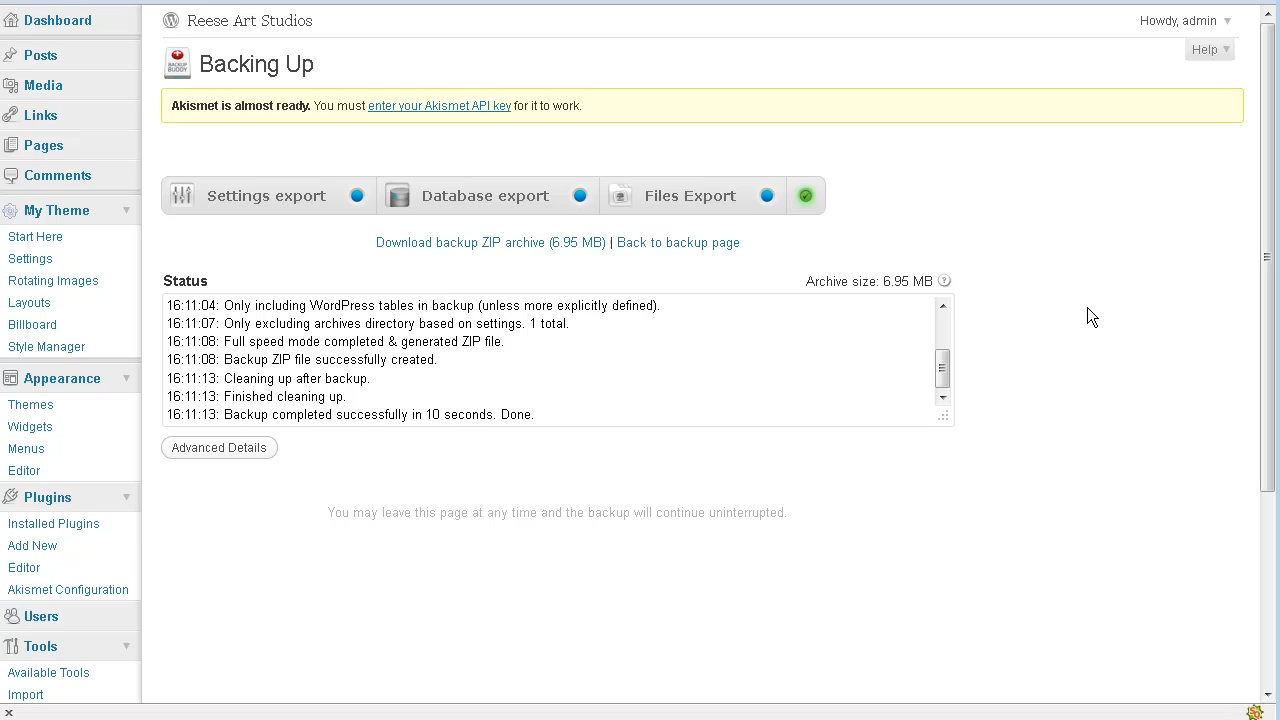 Dashboard
Posts
Media
Links
Pages
Comments
My Theme
Start Here
Settings
Rotating Images
Layouts
Billboard
Style Manager
Appearance
Themes
Widgets
Menus
Editor
Plugins
Installed Plugins
Add New
Editor
Akismet Configuration
Users
Tools
Available Tools
Import
Reese Art Studios
Howdy, admin
Help
BACKUP BUDDY
Backing Up
Akismet is almost ready. You must enter your Akismet API key for it to work.
Settings export
Database export
Files Export
Download backup ZIP archive (6.95 MB) | Back to backup page
Status
Archive size: 6.95 MB ?
16:11:04: Only including WordPress tables in backup (unless more explicitly defined).
16:11:07: Only excluding archives directory based on settings. 1 total.
16:11:08: Full speed mode completed & generated ZIP file.
16:11:08: Backup ZIP file successfully created.
16:11:13: Cleaning up after backup.
16:11:13: Finished cleaning up.
16:11:13: Backup completed successfully in 10 seconds. Done.
Advanced Details
You may leave this page at any time and the backup will continue uninterrupted.